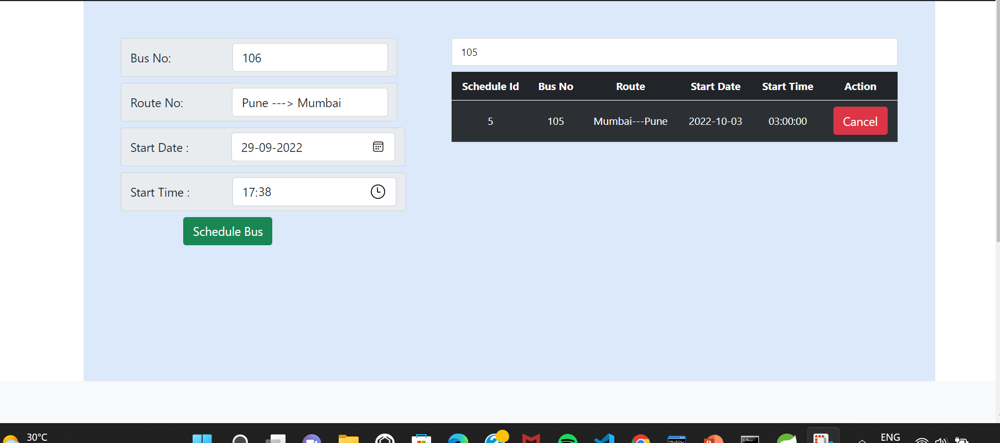 Bus No: 106
Route No: Pune ---> Mumbai
Start Date : 29-09-2022
Start Time : 17:38
Schedule Bus
105
Schedule Id Bus No Route Start Date Start Time Action
5 105 Mumbai---Pune 2022-10-03 03:00:00 Cancel
30°C
ENG